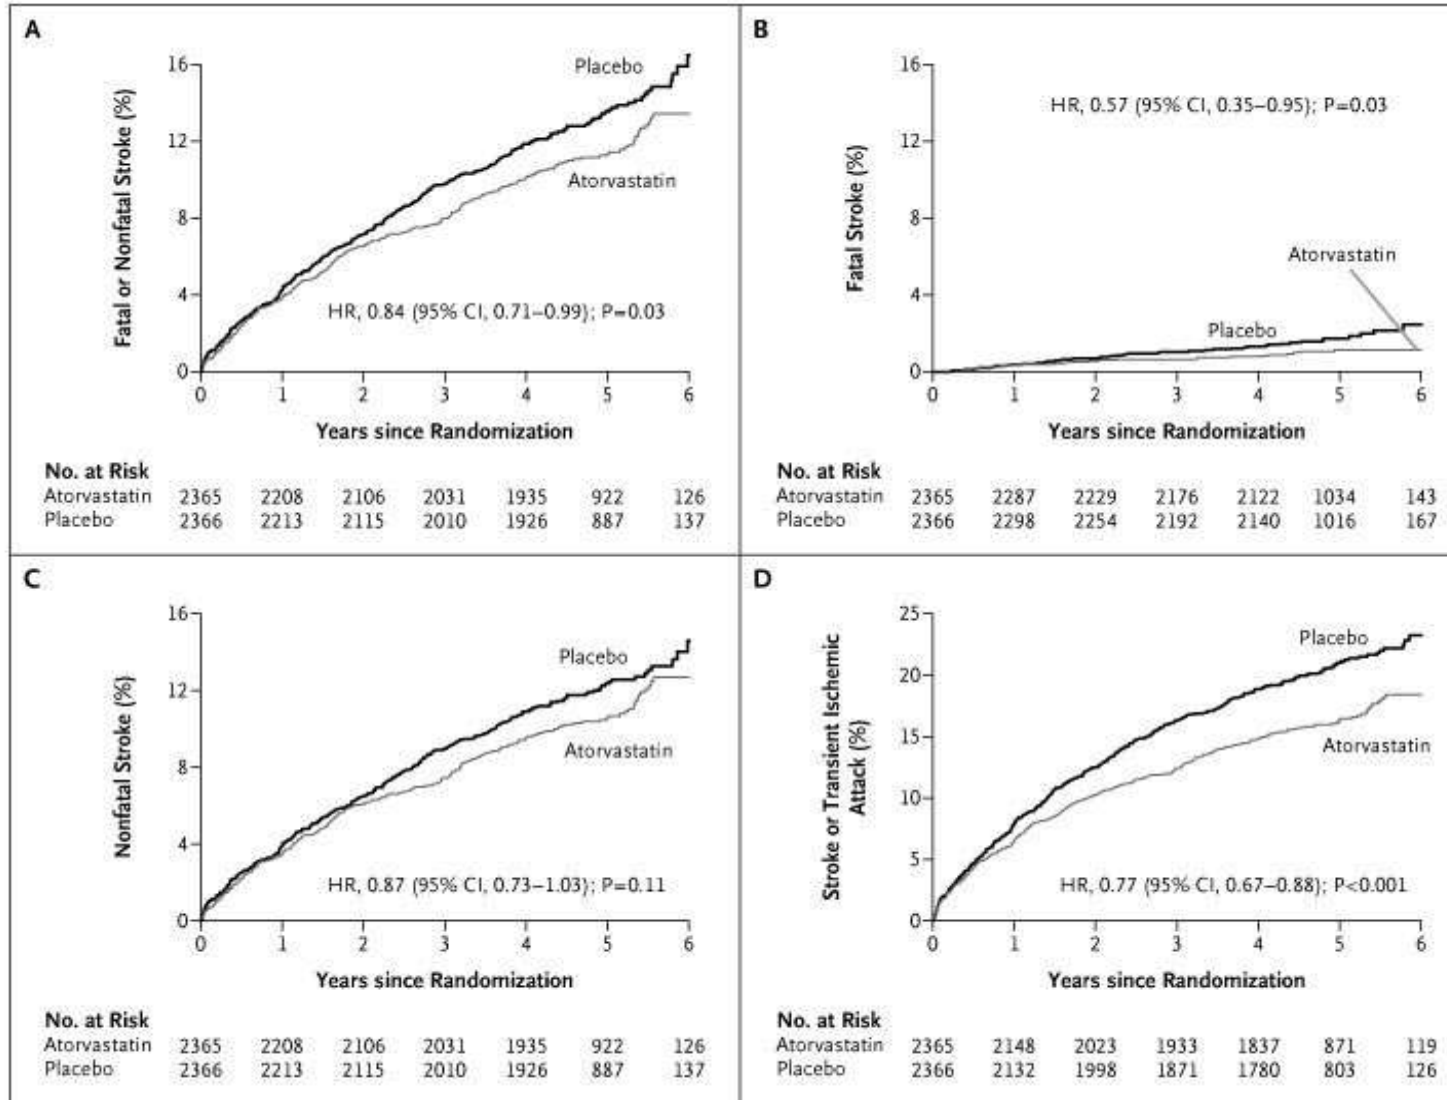 A
Fatal or Nonfatal Stroke (%)
16
12
8
4
0
Placebo
Atorvastatin
HR, 0.84 (95% CI, 0.71–0.99); P=0.03
0 1 2 3 4 5 6
Years since Randomization
No. at Risk
Atorvastatin 2365 2208 2106 2031 1935 922 126
Placebo 2366 2213 2115 2010 1926 887 137
B
Fatal Stroke (%)
16
12
8
4
0
HR, 0.57 (95% CI, 0.35–0.95); P=0.03
Atorvastatin
Placebo
0 1 2 3 4 5 6
Years since Randomization
No. at Risk
Atorvastatin 2365 2287 2229 2176 2122 1034 143
Placebo 2366 2298 2254 2192 2140 1016 167
C
Nonfatal Stroke (%)
16
12
8
4
0
Placebo
Atorvastatin
HR, 0.87 (95% CI, 0.73–1.03); P=0.11
0 1 2 3 4 5 6
Years since Randomization
No. at Risk
Atorvastatin 2365 2208 2106 2031 1935 922 126
Placebo 2366 2213 2115 2010 1926 887 137
D
Stroke or Transient Ischemic
Attack (%)
25
20
15
10
5
0
Placebo
Atorvastatin
HR, 0.77 (95% CI, 0.67–0.88); P<0.001
0 1 2 3 4 5 6
Years since Randomization
No. at Risk
Atorvastatin 2365 2148 2023 1933 1837 871 119
Placebo 2366 2132 1998 1871 1780 803 126